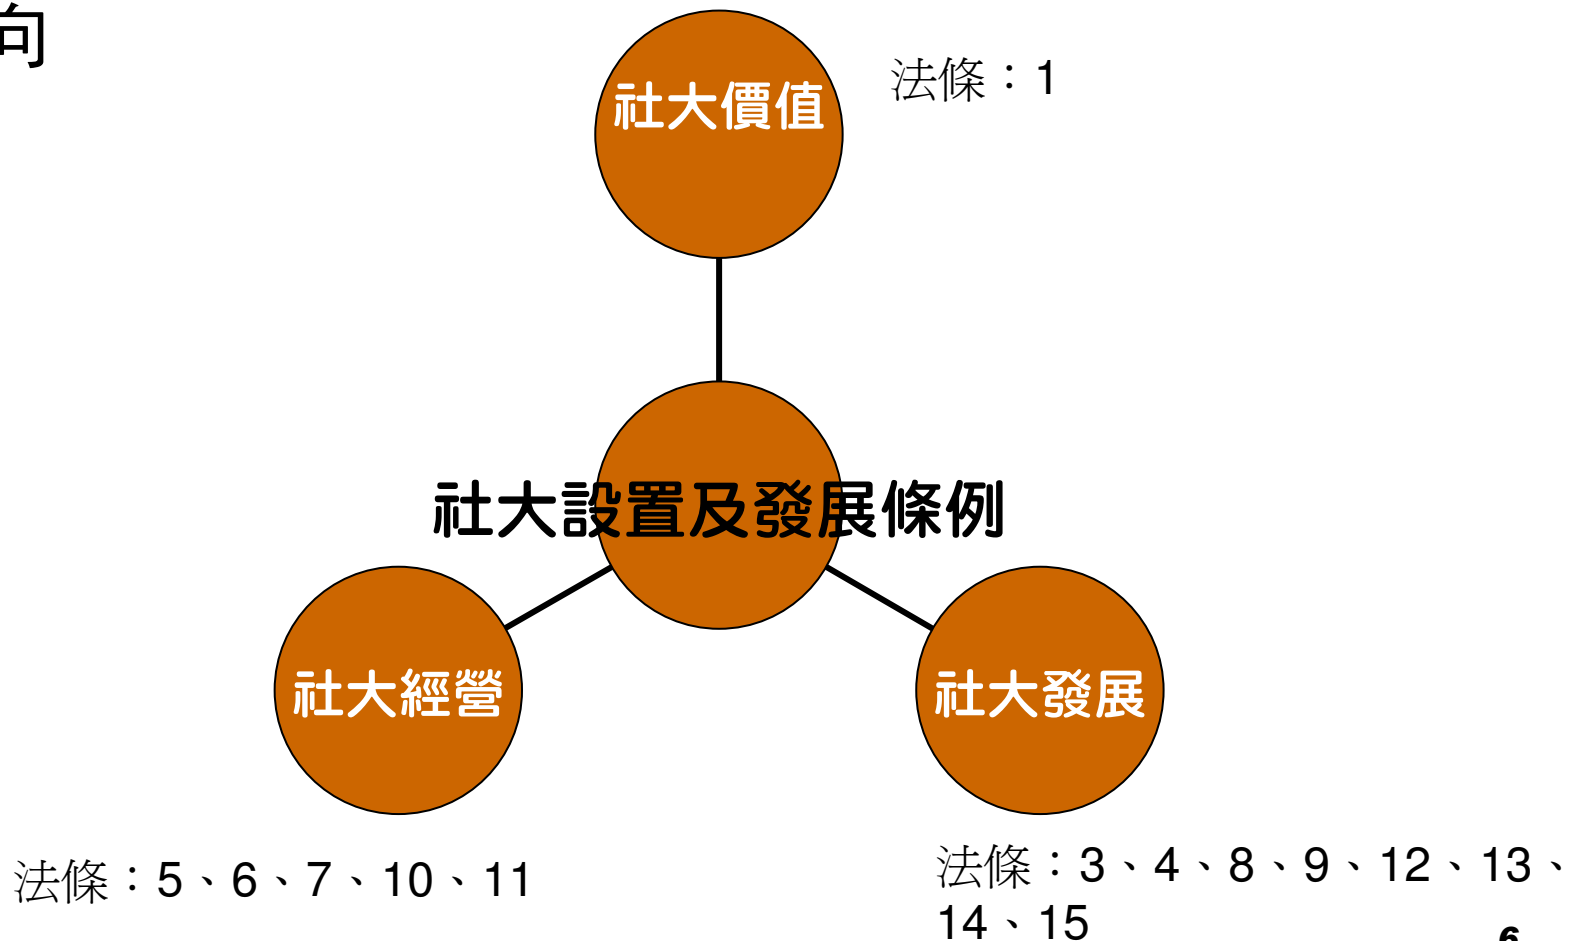 向
社大價值
法條：1
社大設置及發展條例
社大經營
社大發展
法條：5、6、7、10、11
法條：3、4、8、9、12、13、
14、15
6